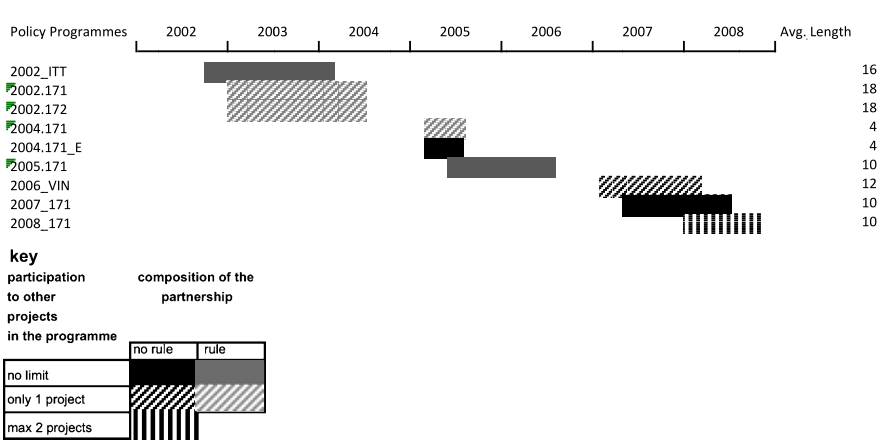 Policy Programmes 2002 2003 2004 2005 2006 2007 2008 Avg. Length
2002_ITT 16
2002.171 18
2002.172 18
2004.171 4
2004.171_E 4
2005.171 10
2006_VIN 12
2007_171 10
2008_171 10
key
participation composition of the
to other partnership
projects
in the programme
no rule rule
no limit
only 1 project
max 2 projects